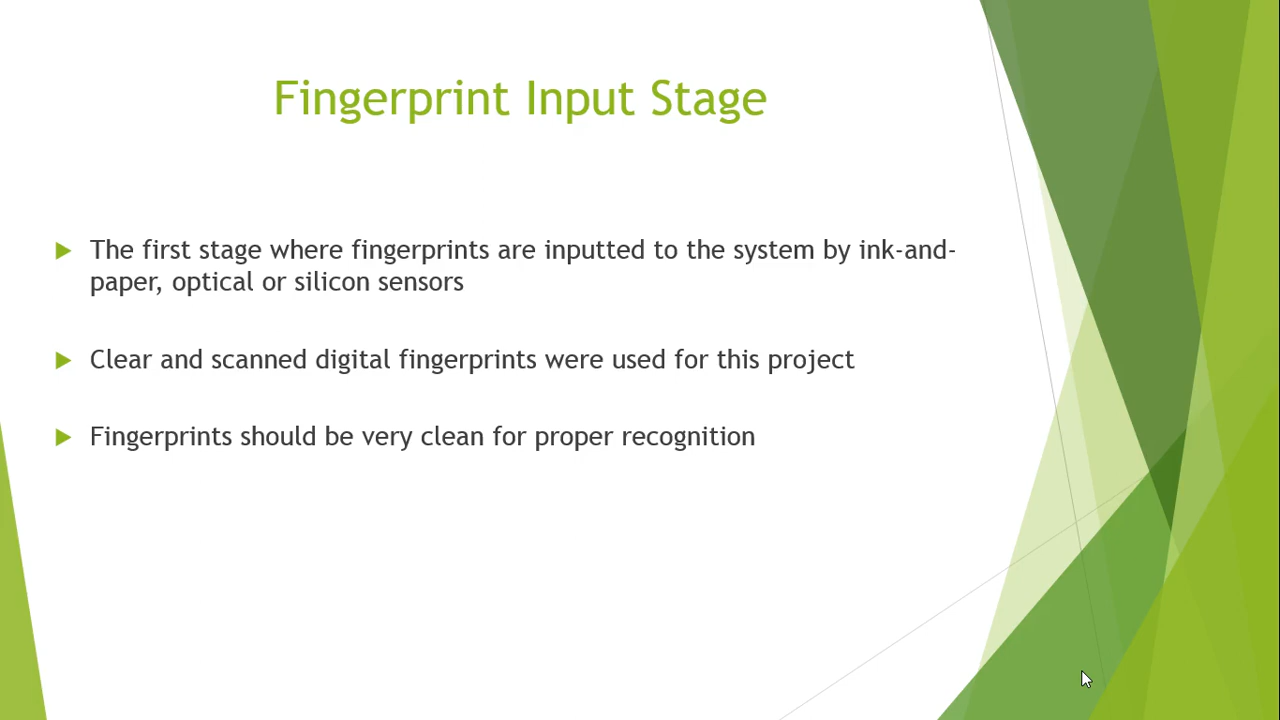 Fingerprint Input Stage
The first stage where fingerprints are inputted to the system by ink-and-
paper, optical or silicon sensors
Clear and scanned digital fingerprints were used for this project
Fingerprints should be very clean for proper recognition